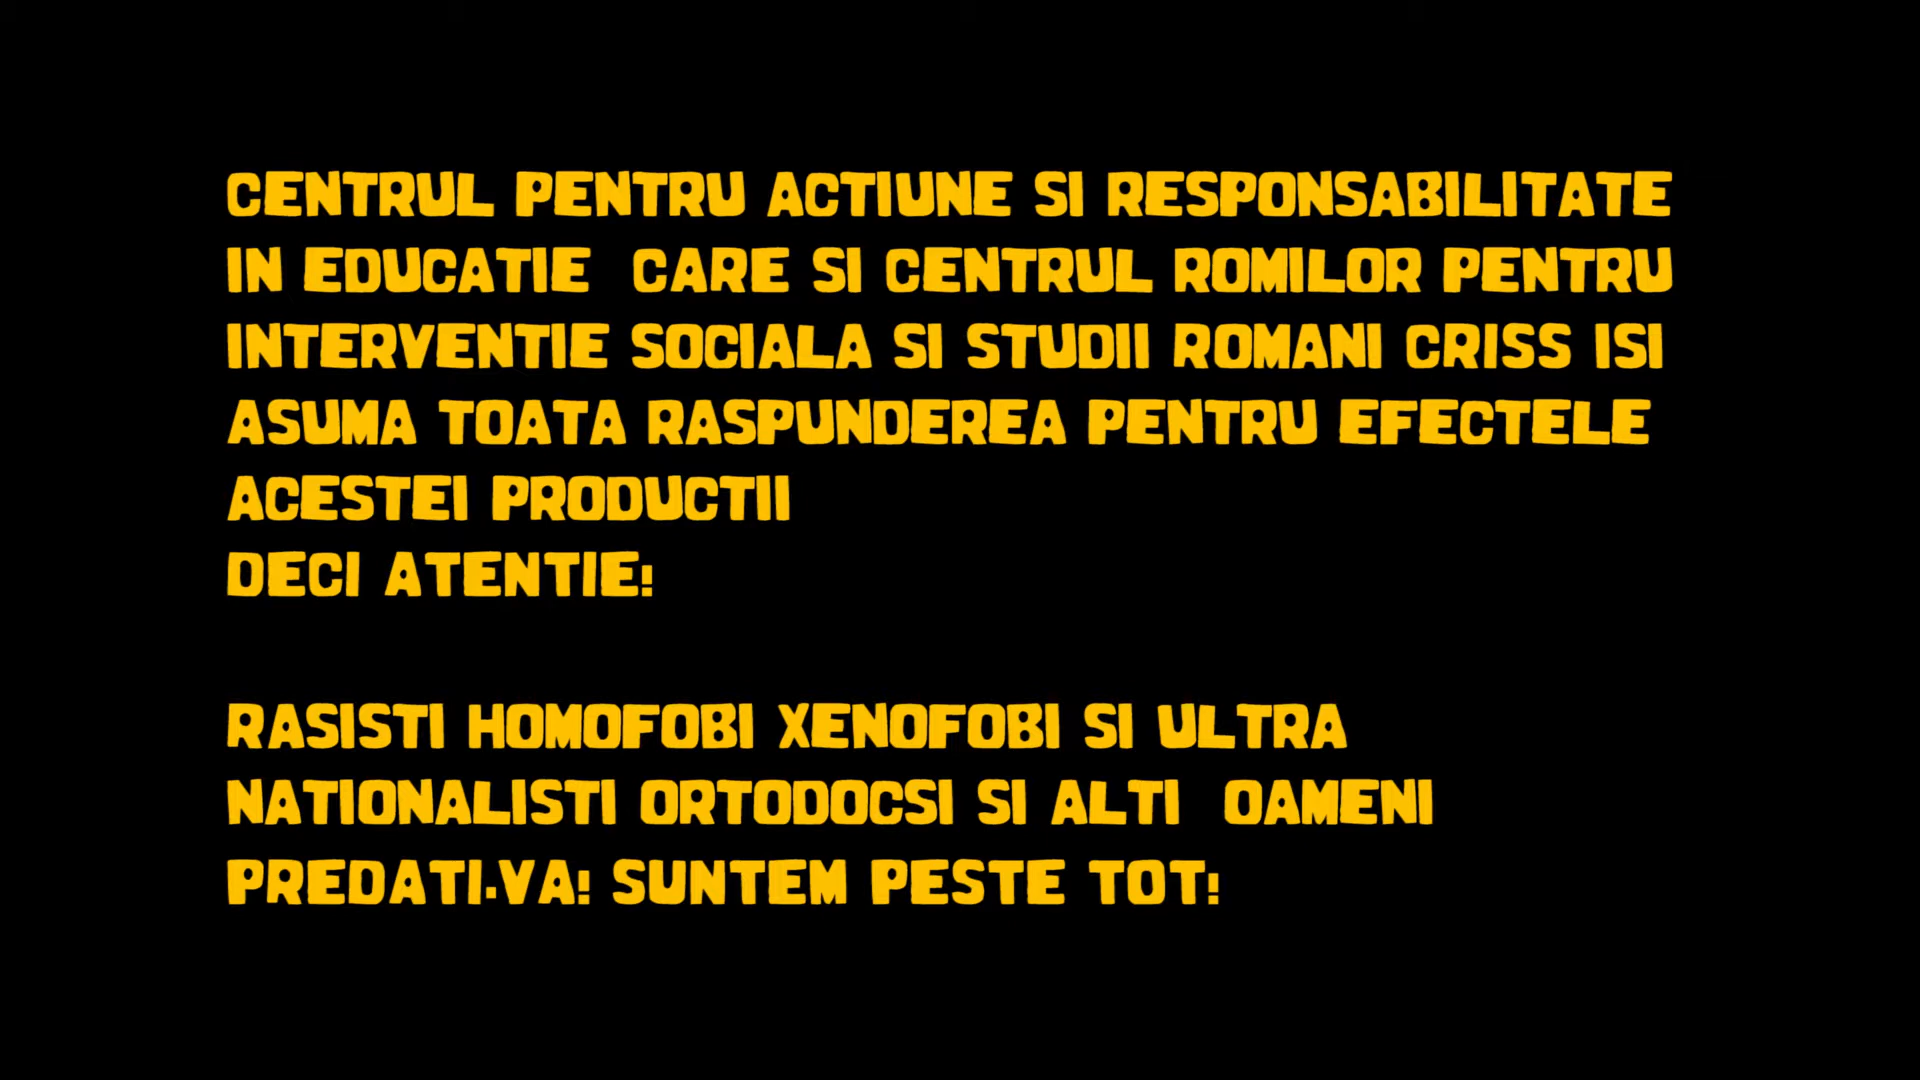 CENTRUL PENTRU ACTIUNE SI RESPONSABILITATE
IN EDUCATIE CARE SI CENTRUL ROMILOR PENTRU
INTERVENTIE SOCIALA SI STUDII ROMANI CRISS ISI
ASUMA TOATA RASPUNDEREA PENTRU EFECTELE
ACESTEI PRODUCTII
DECI ATENTIE!
RASISTI HOMOFOBI XENOFOBI SI ULTRA
NATIONALISTI ORTODOCSI SI ALTI OAMENI
PREDATI-VA! SUNTEM PESTE TOT!